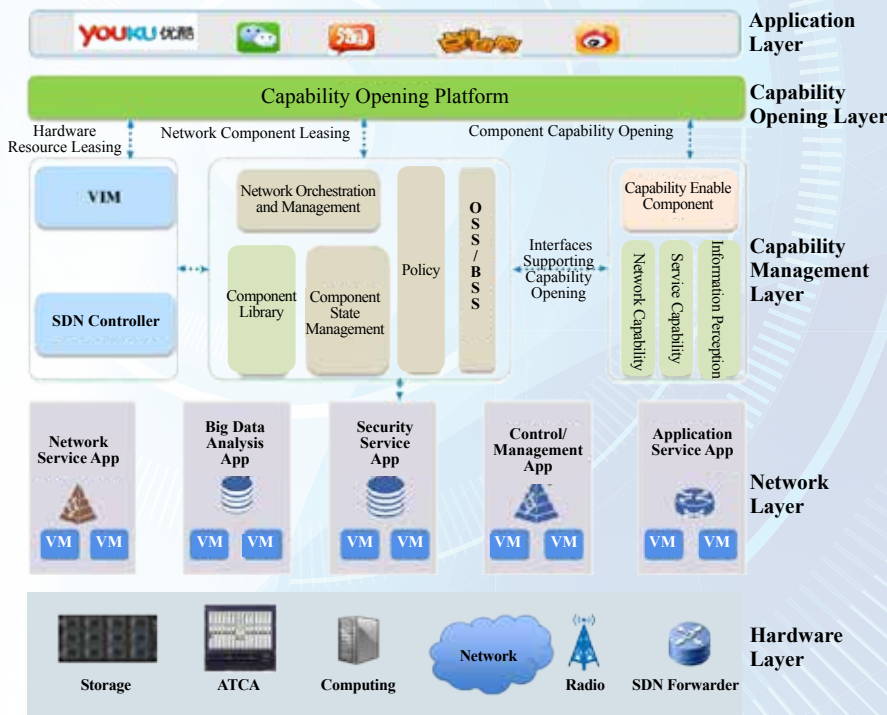 YOUKU 优酷
Application
Layer
Capability Opening Platform
Capability
Opening Layer
Hardware
Resource Leasing
Network Component Leasing
Component Capability Opening
VIM
SDN Controller
Network Orchestration
and Management
Component
Library
Component
State
Management
Policy
OSS/BSS
Interfaces
Supporting
Capability
Opening
Capability Enable
Component
Network Capability
Service Capability
Information Perception
Capability
Management
Layer
Network
Service App
VM VM
Big Data
Analysis
App
VM VM
Security
Service
App
VM VM
Control/
Management
App
VM VM
Application
Service App
VM VM
Network
Layer
Storage
ATCA
Computing
Network
Radio
SDN Forwarder
Hardware
Layer